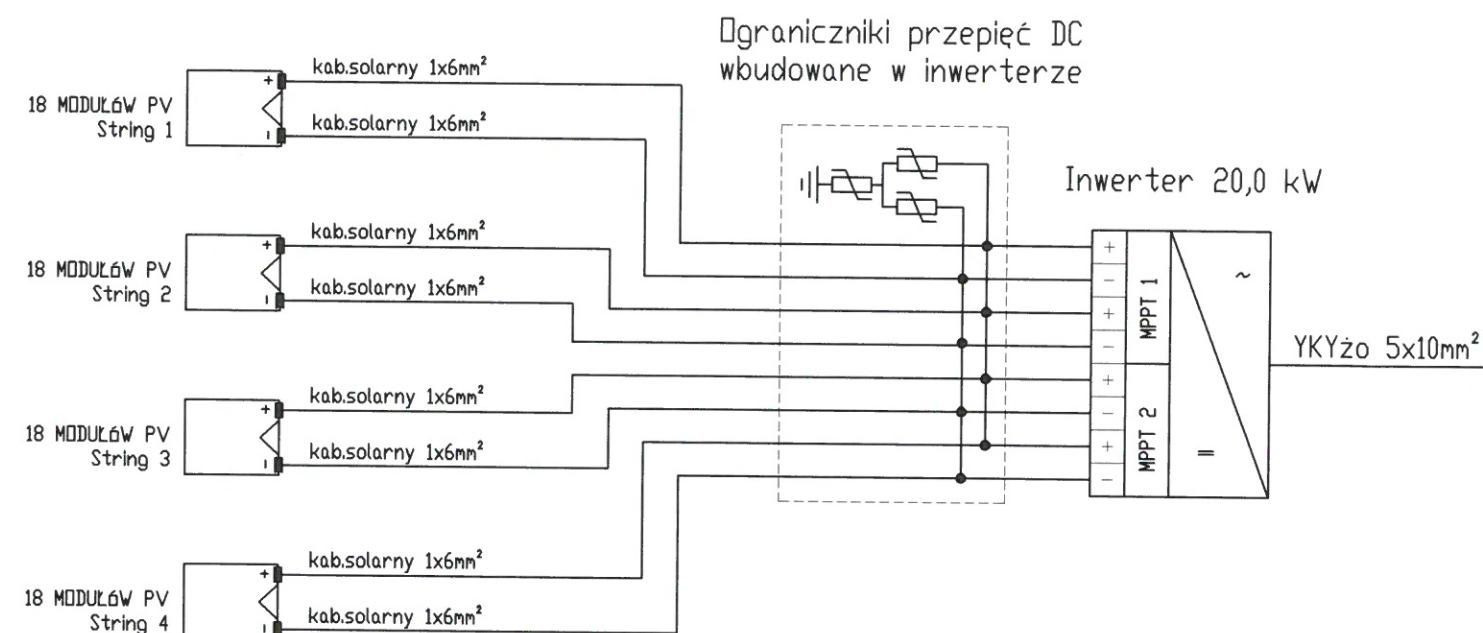 Ograniczniki przepięć DC
wbudowane w inwerterze
18 MODUŁóW PV
String 1
+
-
kab.solarny 1x6mm²
kab.solarny 1x6mm²
18 MODUŁóW PV
String 2
+
-
kab.solarny 1x6mm²
kab.solarny 1x6mm²
18 MODUŁóW PV
String 3
+
-
kab.solarny 1x6mm²
kab.solarny 1x6mm²
18 MODUŁóW PV
String 4
+
-
kab.solarny 1x6mm²
kab.solarny 1x6mm²
Inwerter 20,0 kW
+
-
+
-
+
-
+
-
MPPT 1
MPPT 2
~
=
YKYżo 5x10mm²